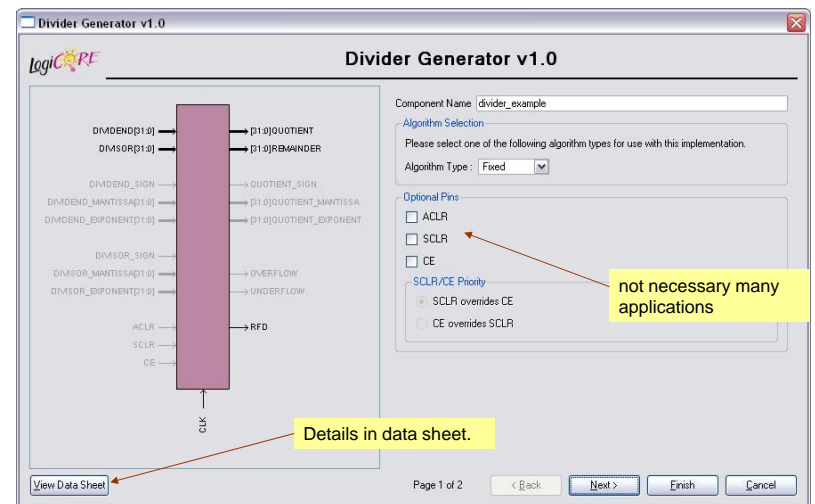 Divider Generator v1.0
LogiCORE
Divider Generator v1.0
DIVIDEND[31:0]
[31:0]QUOTIENT
DIVISOR[31:0]
[31:0]REMAINDER
DIVIDEND_SIGN
QUOTIENT_SIGN
DIVIDEND_MANTISSA[31:0]
[31:0]QUOTIENT_MANTISSA
DIVIDEND_EXPONENT[31:0]
[31:0]QUOTIENT_EXPONENT
DIVISOR_SIGN
DIVISOR_MANTISSA[31:0]
OVERFLOW
DIVISOR_EXPONENT[31:0]
UNDERFLOW
ACLR
RFD
SCLR
CE
CLK
Component Name divider_example
Algorithm Selection
Please select one of the following algorithm types for use with this implementation.
Algorithm Type : Fixed
Optional Pins
ACLR
SCLR
CE
SCLR/CE Priority
SCLR overrides CE
CE overrides SCLR
not necessary many
applications
Details in data sheet.
View Data Sheet
Page 1 of 2
< Back
Next >
Finish
Cancel